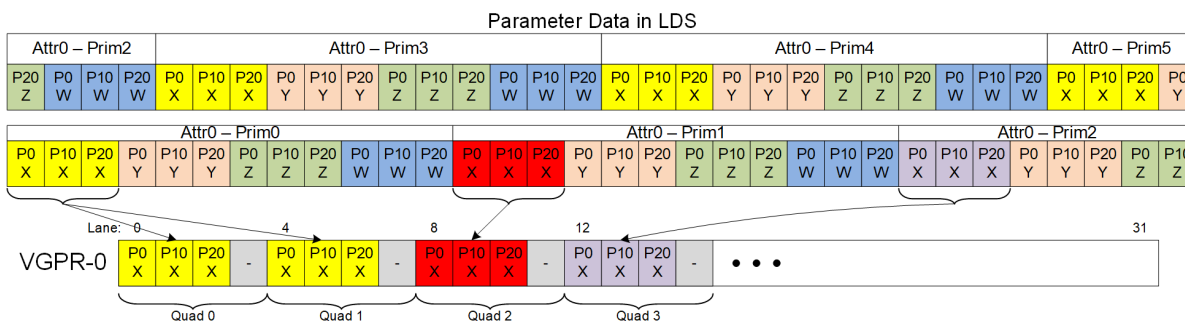 Parameter Data in LDS
Attr0 – Prim2 Attr0 – Prim3 Attr0 – Prim4 Attr0 – Prim5
P20 P0 P10 P20 P0 P10 P20 P0 P10 P20 P0 P10 P20 P0 P10 P20 P0 P10 P20 P0 P10 P20 P0 P10 P20 P0 P10 P20 P0 P10 P20 P0
Z W W W X X X Y Y Y Z Z Z W W W X X X Y Y Y Z Z Z W W W X X X Y
Attr0 – Prim0 Attr0 – Prim1 Attr0 – Prim2
P0 P10 P20 P0 P10 P20 P0 P10 P20 P0 P10 P20 P0 P10 P20 P0 P10 P20 P0 P10 P20 P0 P10 P20 P0 P10 P20 P0 P10 P20 P0 P10
X X X Y Y Y Z Z Z W W W X X X Y Y Y Z Z Z W W W X X X Y Y Y Z Z
Lane: 0 4 8 12 31
VGPR-0
P0 P10 P20 - P0 P10 P20 - P0 P10 P20 - P0 P10 P20 - • • •
X X X X X X X X X X X X
Quad 0 Quad 1 Quad 2 Quad 3